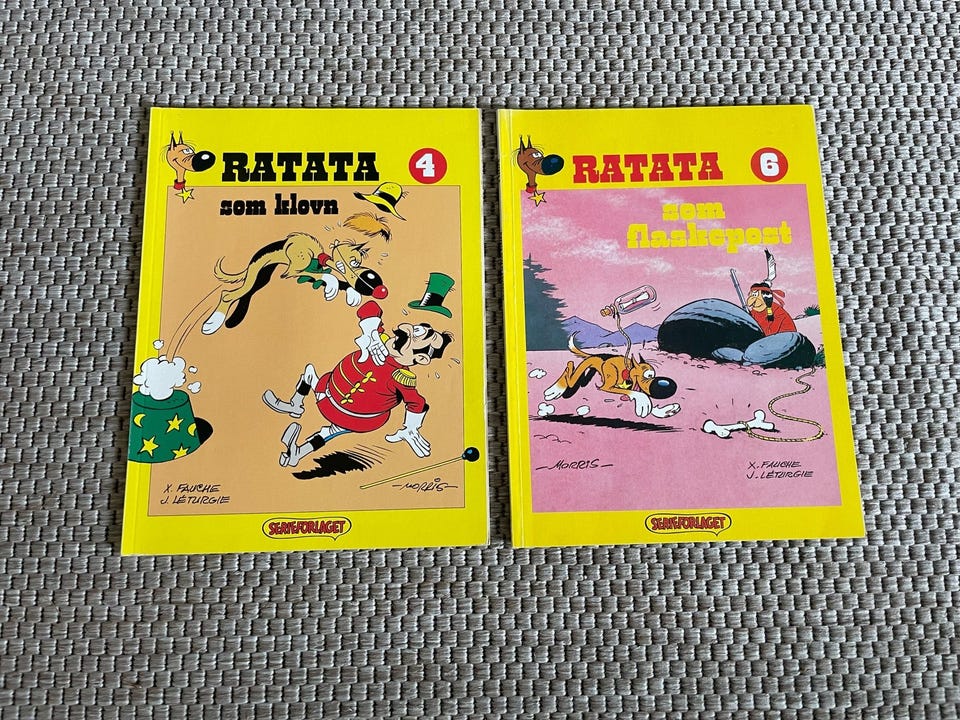 RATATA
4
som klovn
X. FAUCHE
J. LÉTURGIE
-MORRIS-
SERIEFORLAGET
RATATA
6
som
flaskepost
-MORRIS-
X. FAUCHE
J. LÉTURGIE
SERIEFORLAGET